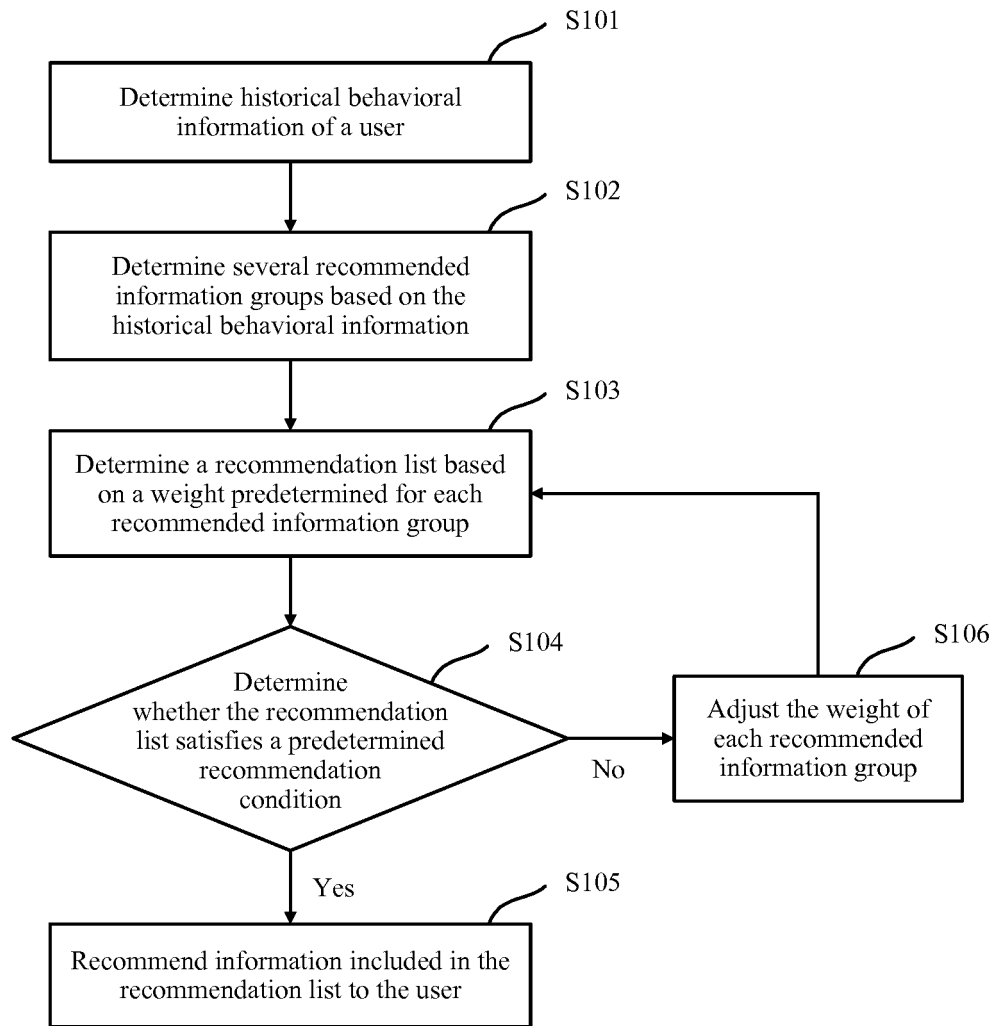 S101
Determine historical behavioral
information of a user
S102
Determine several recommended
information groups based on the
historical behavioral information
S103
Determine a recommendation list based
on a weight predetermined for each
recommended information group
S104
Determine
whether the recommendation
list satisfies a predetermined
recommendation
condition
No
S106
Adjust the weight of
each recommended
information group
Yes
S105
Recommend information included in the
recommendation list to the user